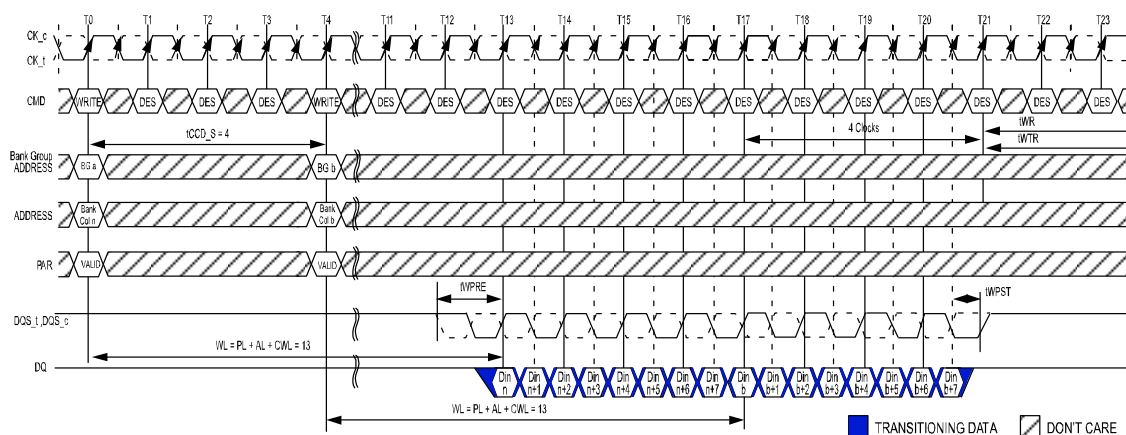 T0 T1 T2 T3 T4 T11 T12 T13 T14 T15 T16 T17 T18 T19 T20 T21 T22 T23
CK_c
CK_t
CMD WRITE DES DES DES WRITE DES DES DES DES DES DES DES DES DES DES DES DES DES
tCCD_S = 4
4 Clocks
tWR
tWTR
Bank Group
ADDRESS
BG a
BG b
ADDRESS
Bank
Col n
Bank
Col b
PAR VALID VALID
tWPRE
tWPST
DQS_t ,DQS_c
WL = PL + AL + CWL = 13
DQ
Din Din Din Din Din Din Din Din Din Din Din Din Din Din Din Din
n n+1 n+2 n+3 n+4 n+5 n+6 n+7 b b+1 b+2 b+3 b+4 b+5 b+6 b+7
WL = PL + AL + CWL = 13
TRANSITIONING DATA
DON'T CARE